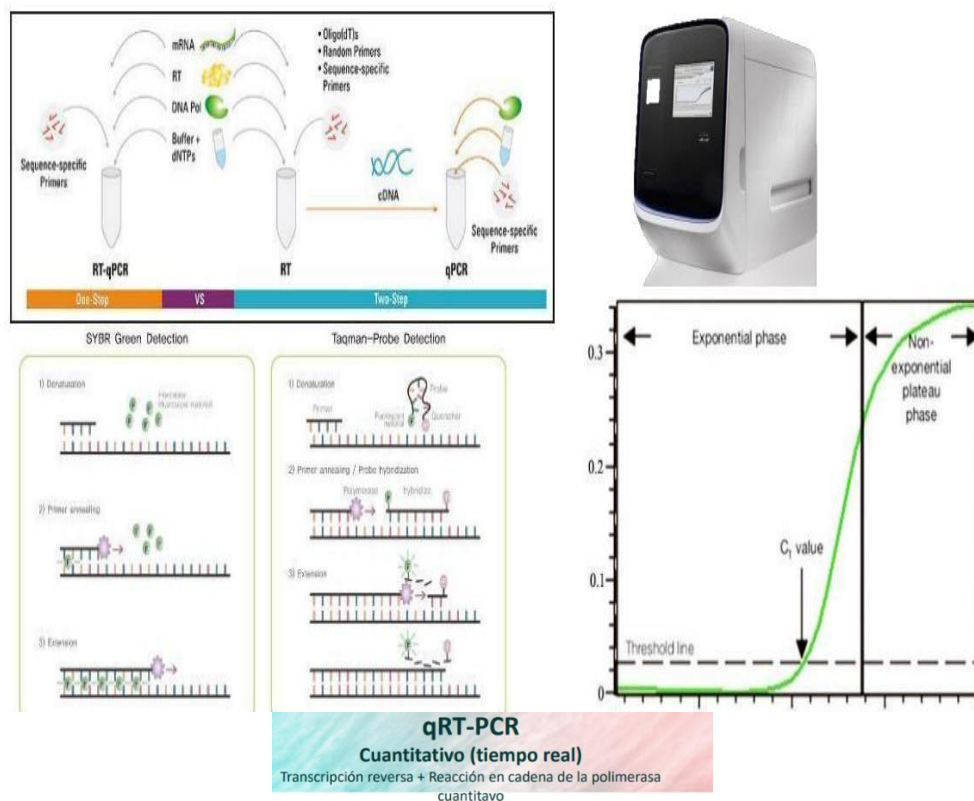 mRNA
RT
DNA Pol
Buffer +
dNTPs
• Oligo(dT)s
• Random Primers
• Sequence-specific
Primers
Sequence-specific
Primers
cDNA
Sequence-specific
Primers
RT-qPCR
RT
qPCR
One-Step
VS
Two-Step
SYBR Green Detection
1) Denaturation
2) Primer annealing
3) Extension
Taqman-Probe Detection
1) Denaturation
Primer
Probe
Quencher
2) Primer annealing / Probe hybridization
Polymerase
hybridize
3) Extension
Exponential phase
Non-
exponential
plateau
phase
0.3
0.2
C_T value
0.1
Threshold line
0
qRT-PCR
Cuantitativo (tiempo real)
Transcripción reversa + Reacción en cadena de la polimerasa
cuantitavo